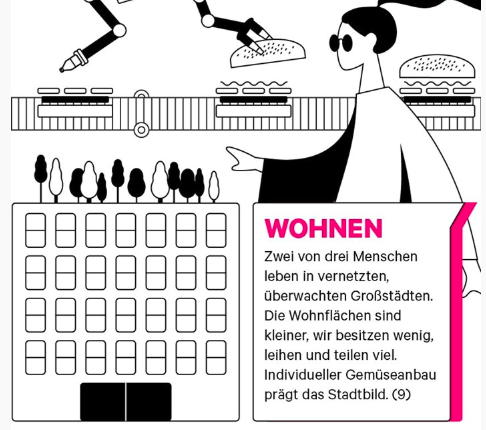 WOHNEN
Zwei von drei Menschen
leben in vernetzten,
überwachten Großstädten.
Die Wohnflächen sind
kleiner, wir besitzen wenig,
leihen und teilen viel.
Individueller Gemüseanbau
prägt das Stadtbild. (9)